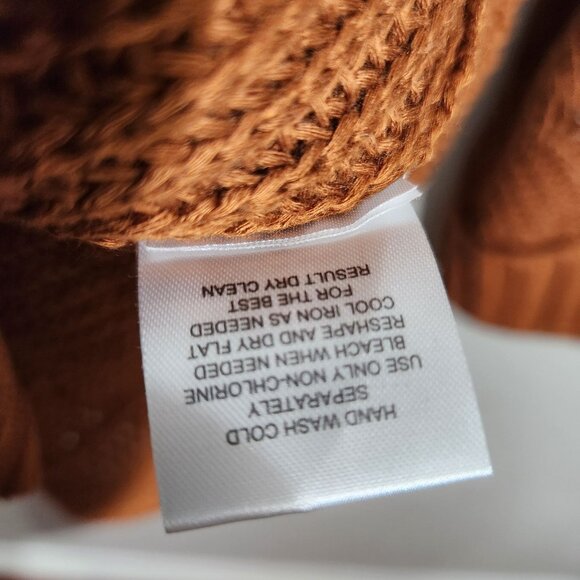 HAND WASH COLD
SEPARATELY
USE ONLY NON-CHLORINE
BLEACH WHEN NEEDED
RESHAPE AND DRY FLAT
COOL IRON AS NEEDED
FOR THE BEST
RESULT DRY CLEAN